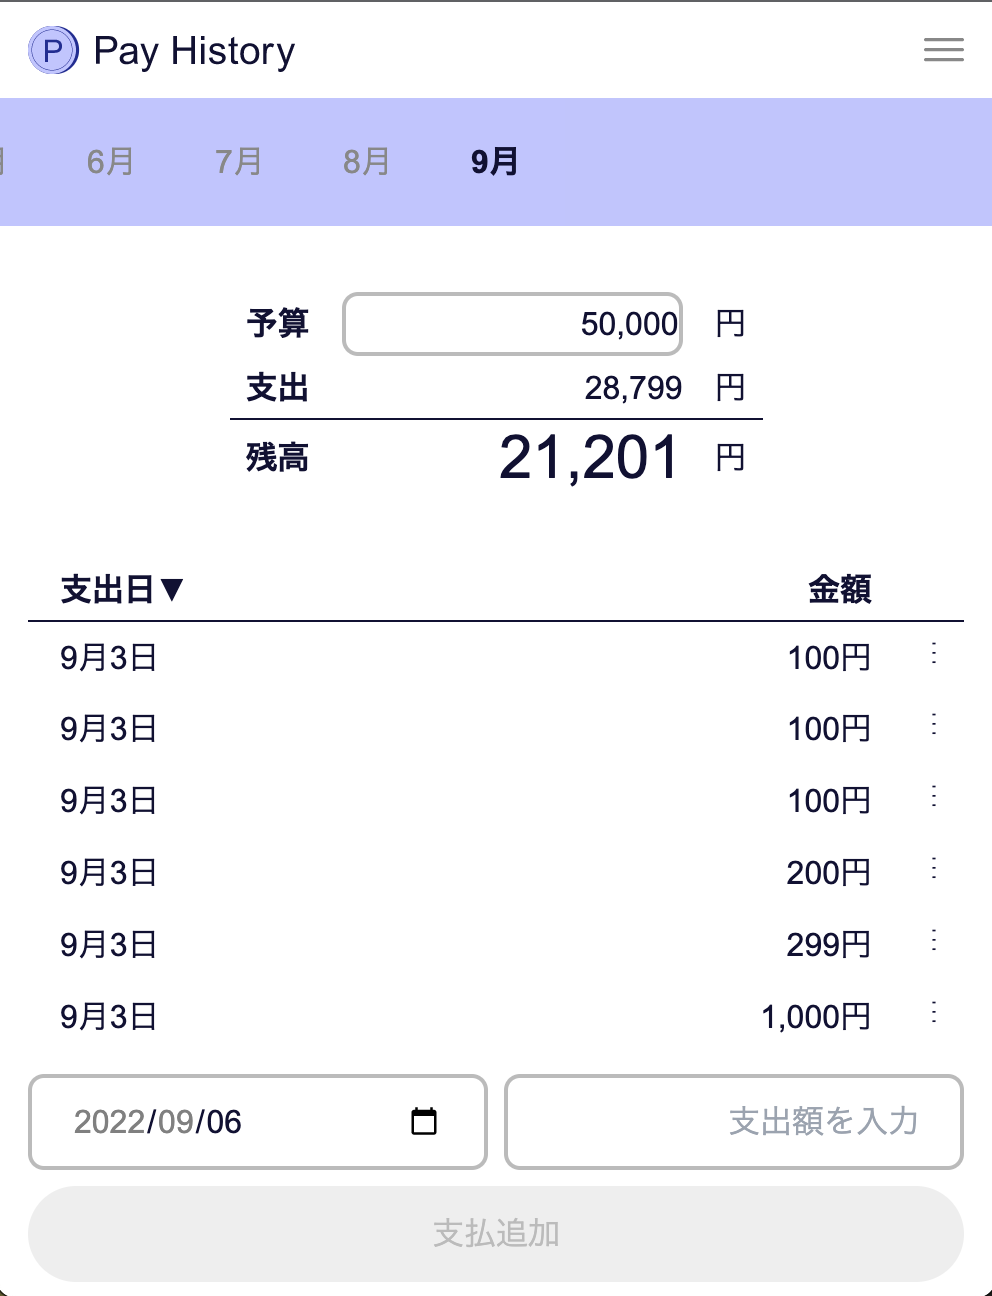 P Pay History
6月 7月 8月 9月
予算 50,000 円
支出 28,799 円
残高 21,201 円
支出日▼ 金額
9月3日 100円
9月3日 100円
9月3日 100円
9月3日 200円
9月3日 299円
9月3日 1,000円
2022/09/06 支出額を入力
支払追加